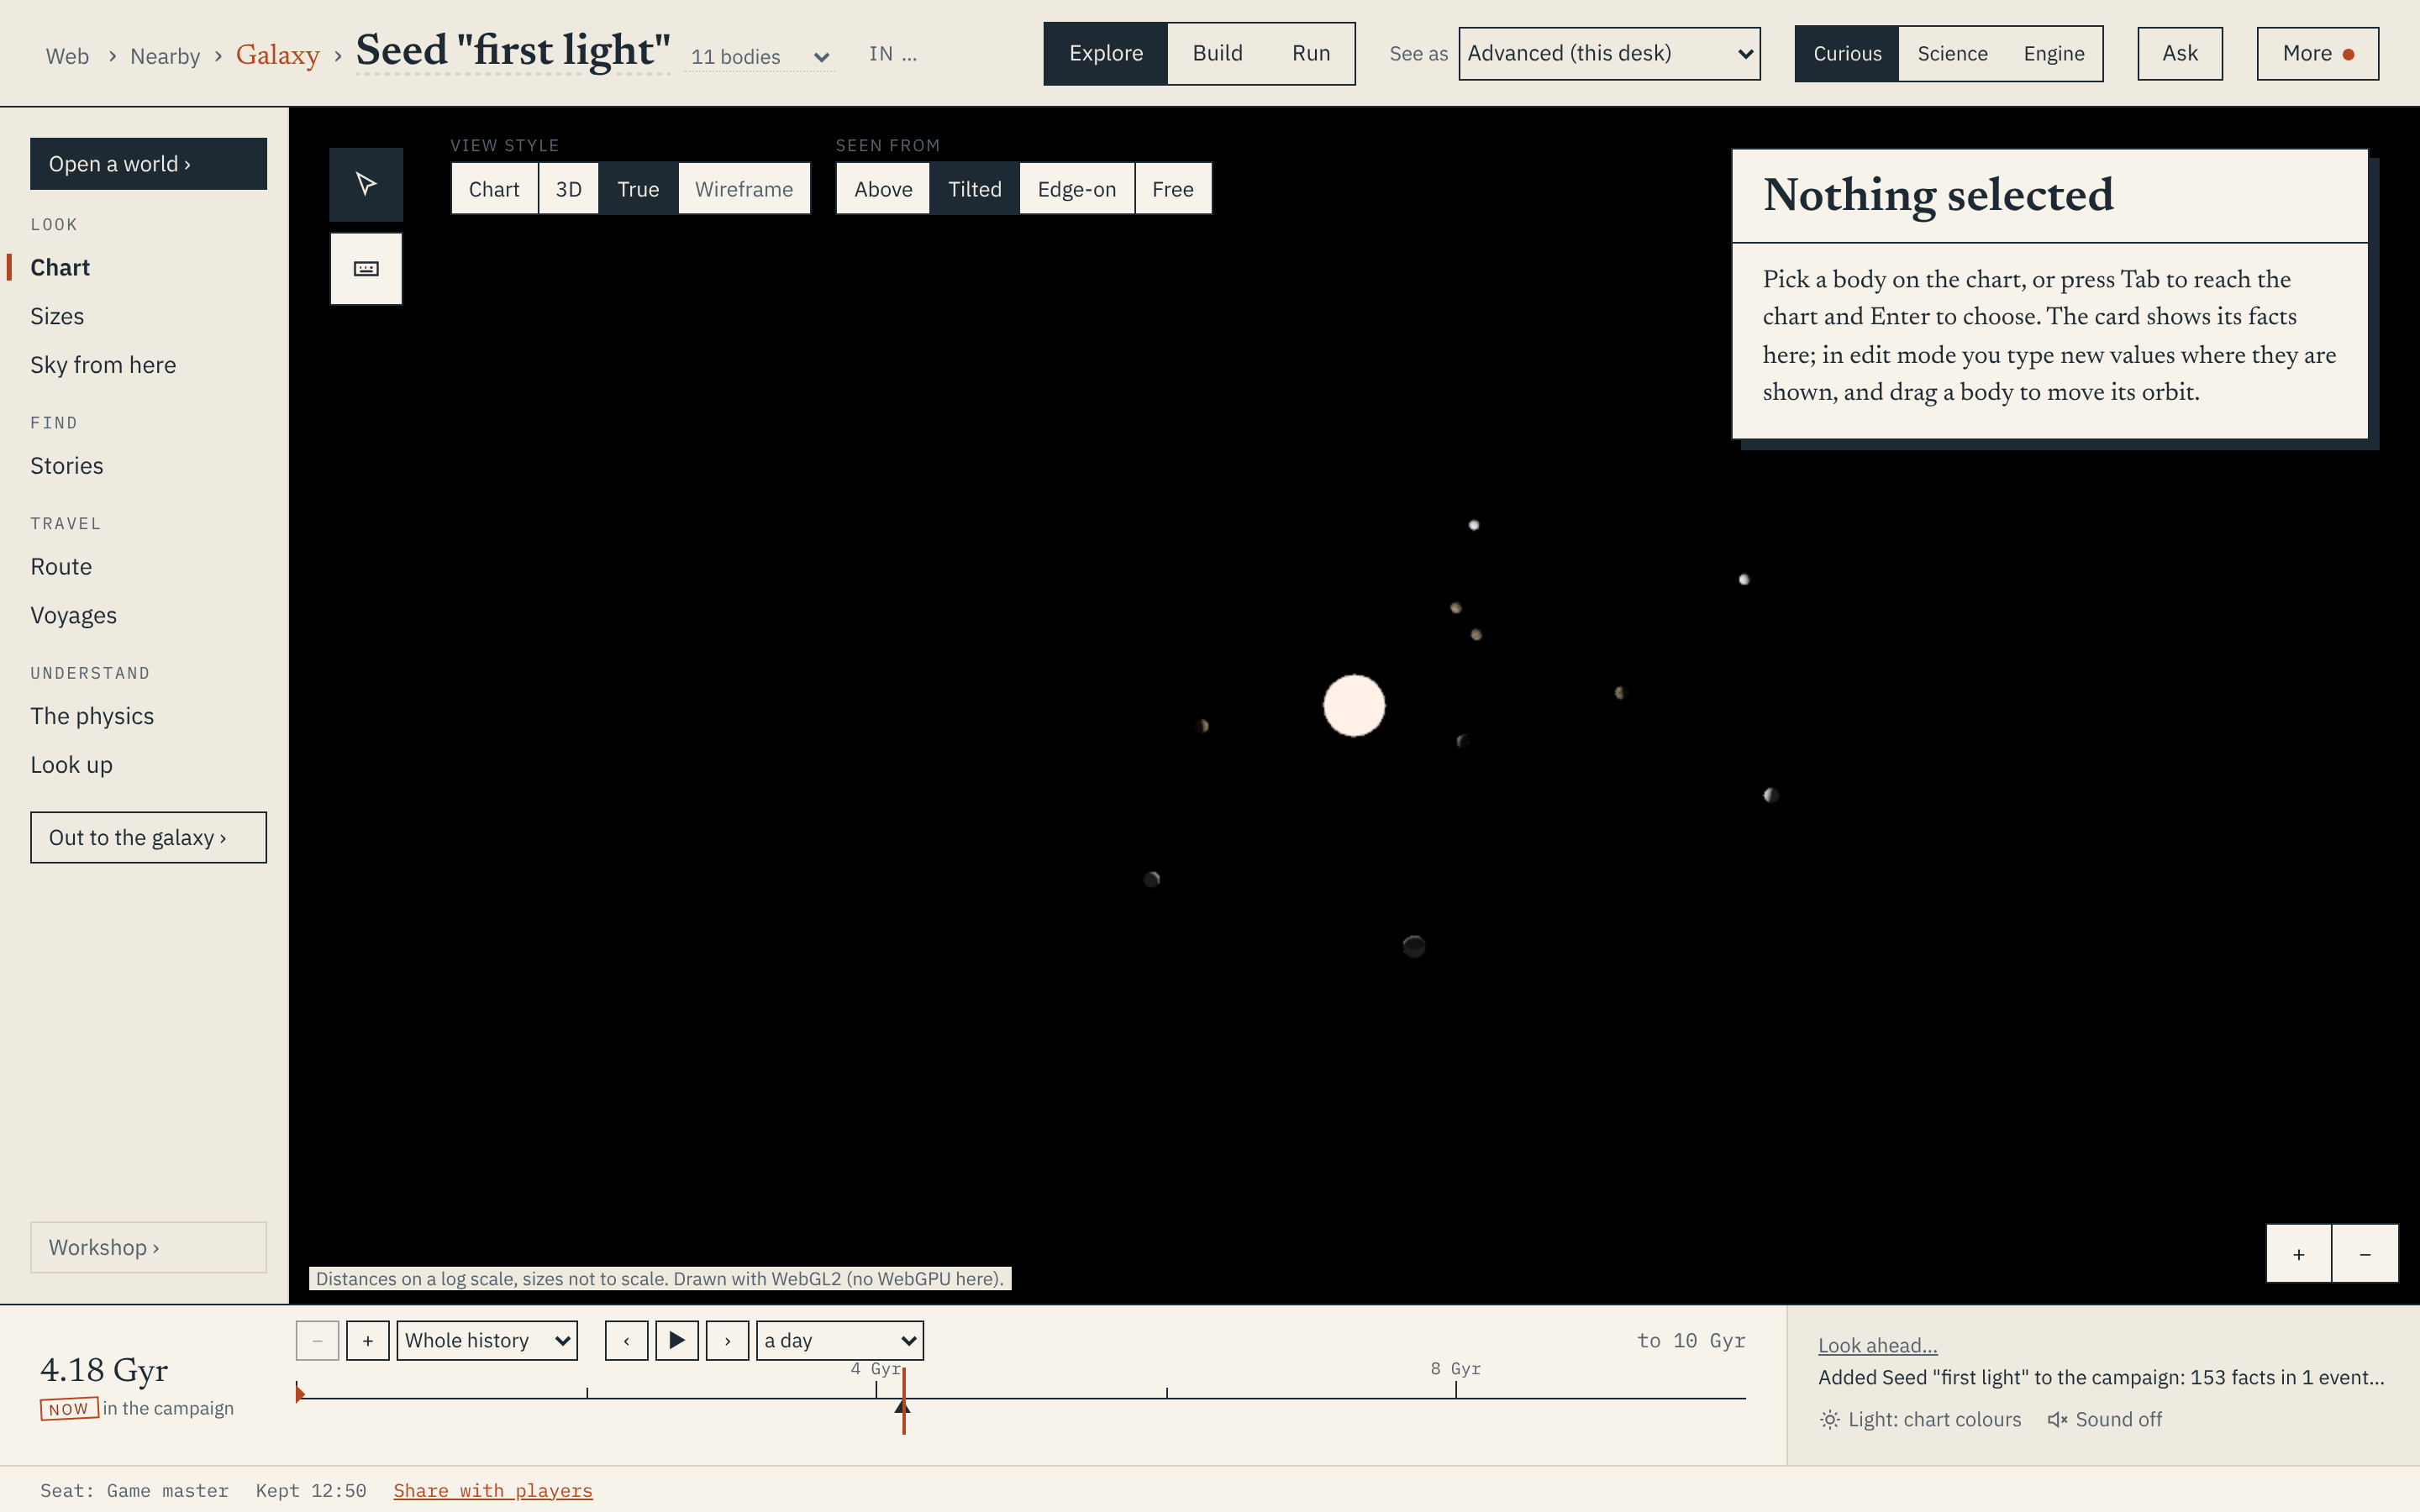 Web › Nearby › Galaxy › Seed "first light" 11 bodies IN ...
Explore Build Run
See as Advanced (this desk)
Curious Science Engine
Ask
More
Open a world ›
LOOK
Chart
Sizes
Sky from here
FIND
Stories
TRAVEL
Route
Voyages
UNDERSTAND
The physics
Look up
Out to the galaxy ›
Workshop ›
VIEW STYLE
Chart 3D True Wireframe
SEEN FROM
Above Tilted Edge-on Free
Nothing selected
Pick a body on the chart, or press Tab to reach the
chart and Enter to choose. The card shows its facts
here; in edit mode you type new values where they are
shown, and drag a body to move its orbit.
+ −
Distances on a log scale, sizes not to scale. Drawn with WebGL2 (no WebGPU here).
4.18 Gyr
NOW in the campaign
− + Whole history ‹ › a day
to 10 Gyr
4 Gyr 8 Gyr
Look ahead...
Added Seed "first light" to the campaign: 153 facts in 1 event...
Light: chart colours Sound off
Seat: Game master Kept 12:50 Share with players